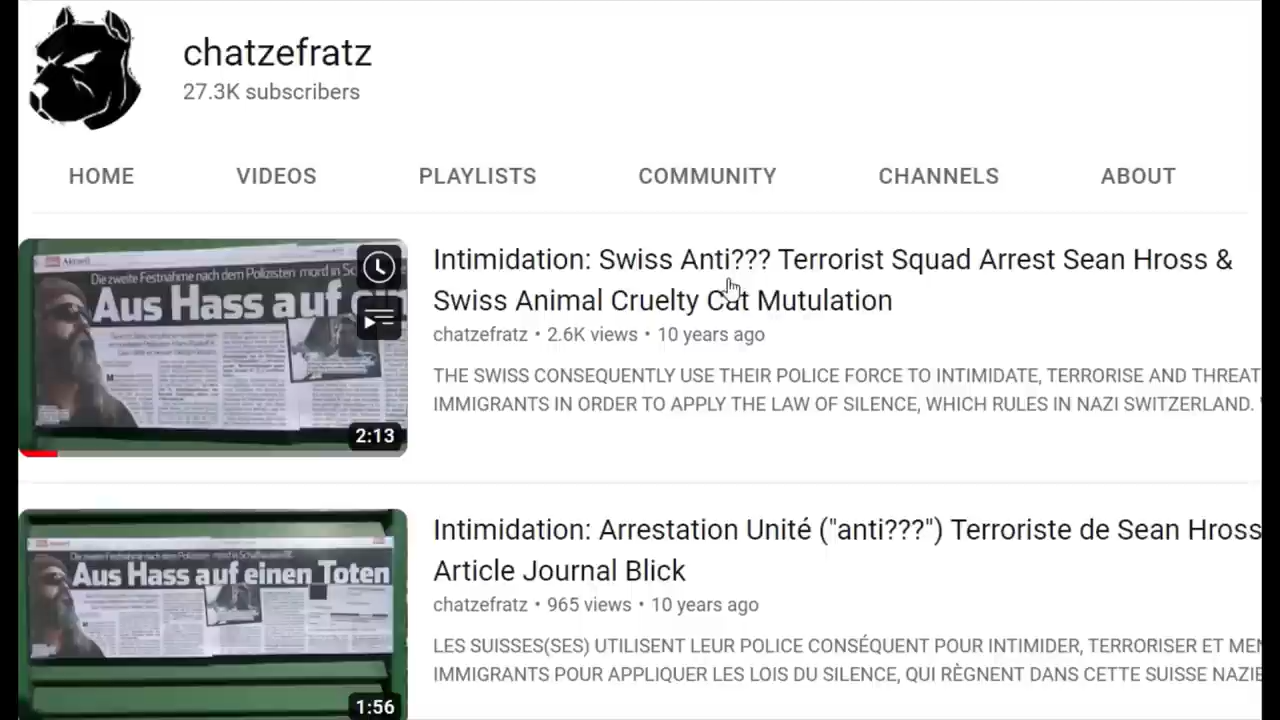 chatzefratz
27.3K subscribers
HOME VIDEOS PLAYLISTS COMMUNITY CHANNELS ABOUT
Aktuell
Die zweite Festnahme nach dem Polizisten mord in Sc
Aus Hass auf
2:13
Intimidation: Swiss Anti??? Terrorist Squad Arrest Sean Hross &
Swiss Animal Cruelty Cat Mutulation
chatzefratz • 2.6K views • 10 years ago
THE SWISS CONSEQUENTLY USE THEIR POLICE FORCE TO INTIMIDATE, TERRORISE AND THREAT
IMMIGRANTS IN ORDER TO APPLY THE LAW OF SILENCE, WHICH RULES IN NAZI SWITZERLAND.
Die zweite Festnahme nach dem Polizisten mord in Schaffhausen
Aus Hass auf einen Toten
1:56
Intimidation: Arrestation Unité ("anti???") Terroriste de Sean Hross
Article Journal Blick
chatzefratz • 965 views • 10 years ago
LES SUISSES(SES) UTILISENT LEUR POLICE CONSÉQUENT POUR INTIMIDER, TERRORISER ET MEN
IMMIGRANTS POUR APPLIQUER LES LOIS DU SILENCE, QUI RÈGNENT DANS CETTE SUISSE NAZIE